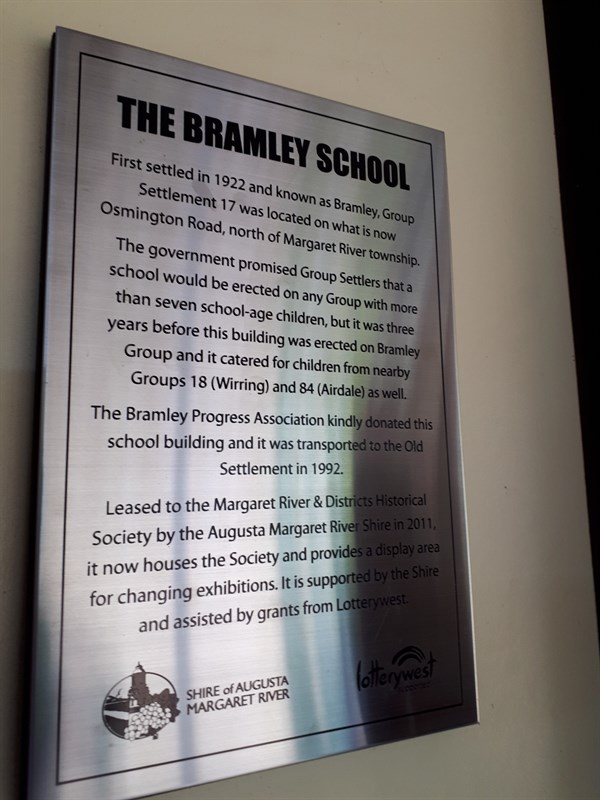 THE BRAMLEY SCHOOL
First settled in 1922 and known as Bramley, Group
Settlement 17 was located on what is now
Osmington Road, north of Margaret River township.
The government promised Group Settlers that a
school would be erected on any Group with more
than seven school-age children, but it was three
years before this building was erected on Bramley
Group and it catered for children from nearby
Groups 18 (Wirring) and 84 (Airdale) as well.
The Bramley Progress Association kindly donated this
school building and it was transported to the Old
Settlement in 1992.
Leased to the Margaret River & Districts Historical
Society by the Augusta Margaret River Shire in 2011,
it now houses the Society and provides a display area
for changing exhibitions. It is supported by the Shire
and assisted by grants from Lotterywest.
SHIRE of AUGUSTA
MARGARET RIVER
lotterywest